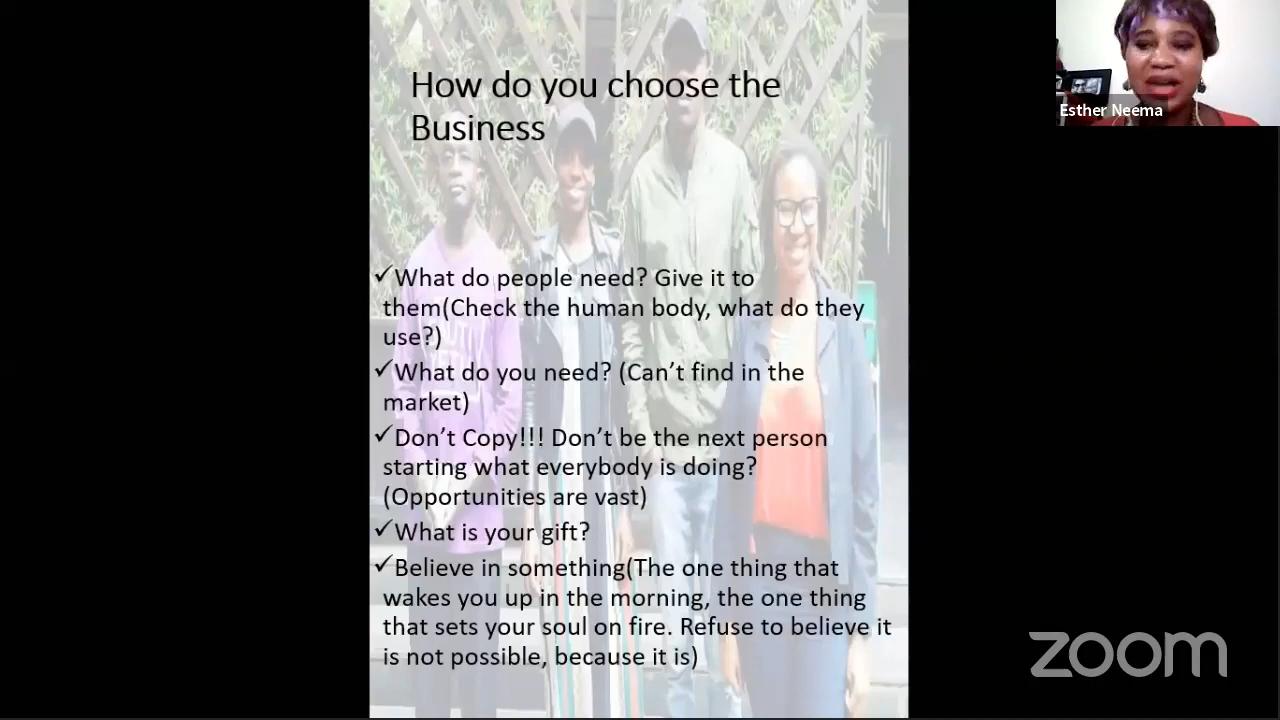 How do you choose the
Business
✓What do people need? Give it to
them(Check the human body, what do they
use?)
✓What do you need? (Can't find in the
market)
✓Don't Copy!!! Don't be the next person
starting what everybody is doing?
(Opportunities are vast)
✓What is your gift?
✓Believe in something(The one thing that
wakes you up in the morning, the one thing
that sets your soul on fire. Refuse to believe it
is not possible, because it is)
Esther Neema
zoom